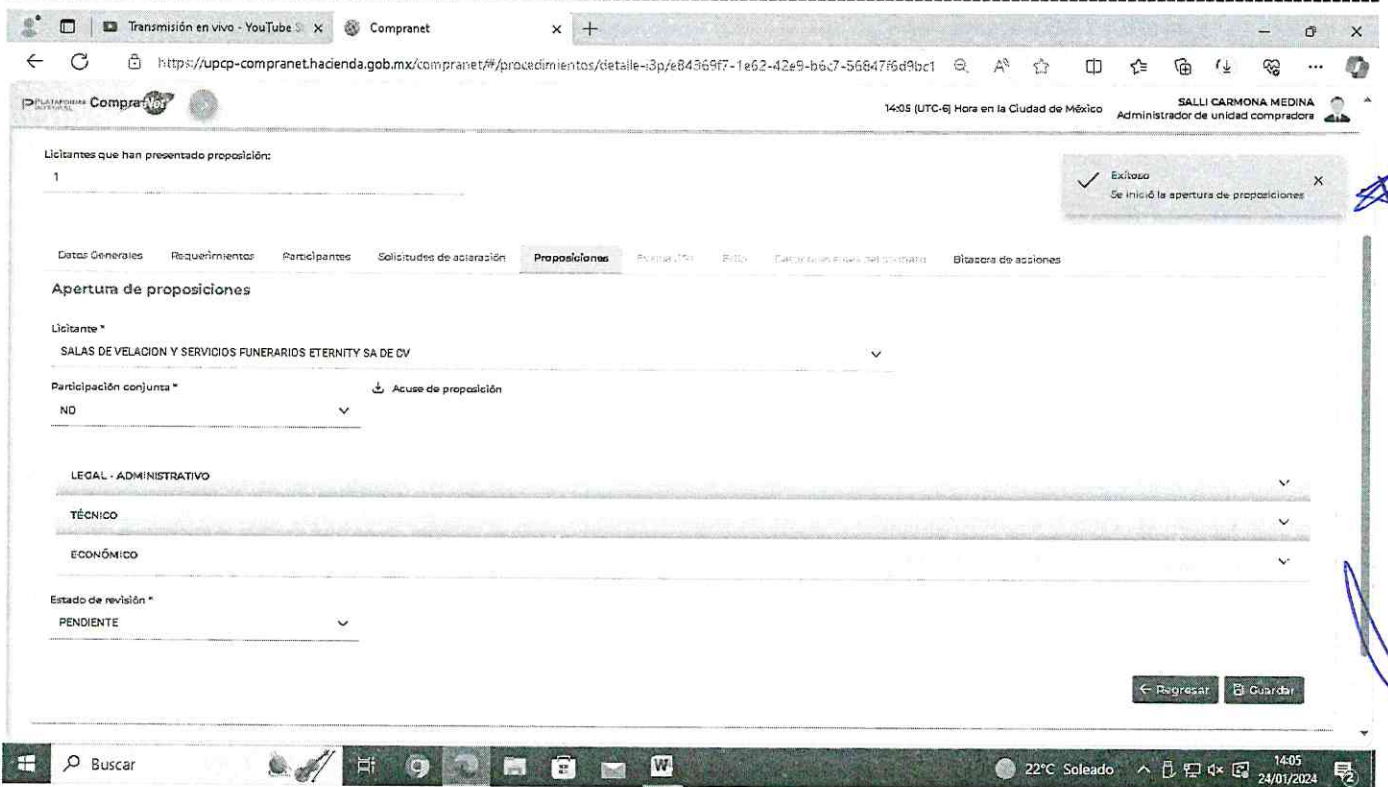 Transmisión en vivo - YouTube S
Compranet
https://upcp-compranet.hacienda.gob.mx/compranet/#/procedimientos/detalle-i3p/e84369f7-1e62-42e9-b6c7-56847f6d9bc1
PLATAFORMA CompraNet
14:05 (UTC-6) Hora en la Ciudad de México
SALLI CARMONA MEDINA
Administrador de unidad compradora
Licitantes que han presentado proposición:
1
Exitoso
Se inició la apertura de proposiciones
Datos Generales Requerimientos Participantes Solicitudes de aclaración Proposiciones Bitácora de acciones
Apertura de proposiciones
Licitante *
SALAS DE VELACION Y SERVICIOS FUNERARIOS ETERNITY SA DE CV
Participación conjunta *
Acuse de proposición
NO
LEGAL - ADMINISTRATIVO
TÉCNICO
ECONÓMICO
Estado de revisión *
PENDIENTE
Regresar Guardar
Buscar
22°C Soleado
14:05
24/01/2024